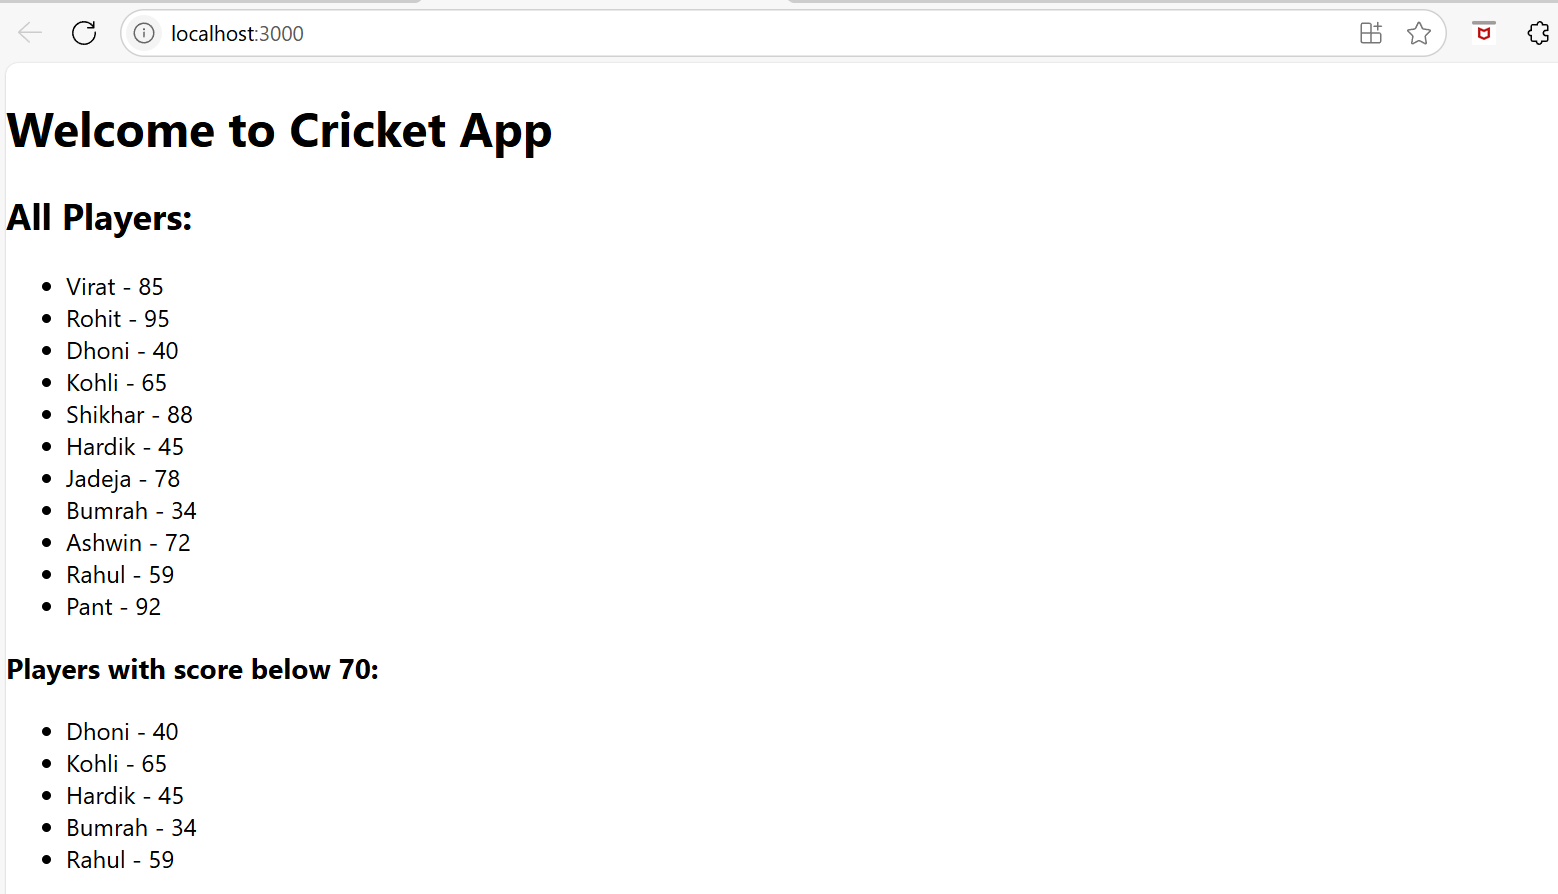 localhost:3000
Welcome to Cricket App
All Players:
Virat - 85
Rohit - 95
Dhoni - 40
Kohli - 65
Shikhar - 88
Hardik - 45
Jadeja - 78
Bumrah - 34
Ashwin - 72
Rahul - 59
Pant - 92
Players with score below 70:
Dhoni - 40
Kohli - 65
Hardik - 45
Bumrah - 34
Rahul - 59